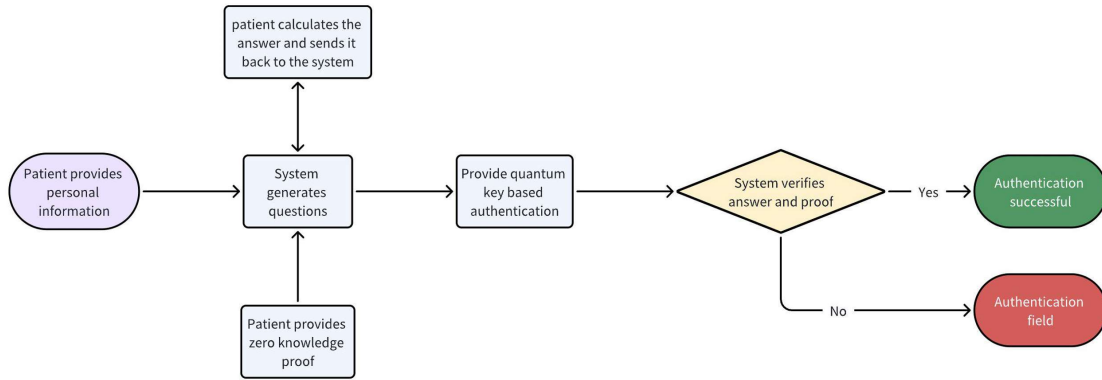 patient calculates the
answer and sends it
back to the system
Patient provides
personal
information
System
generates
questions
Provide quantum
key based
authentication
System verifies
answer and proof
Yes
Authentication
successful
No
Authentication
field
Patient provides
zero knowledge
proof